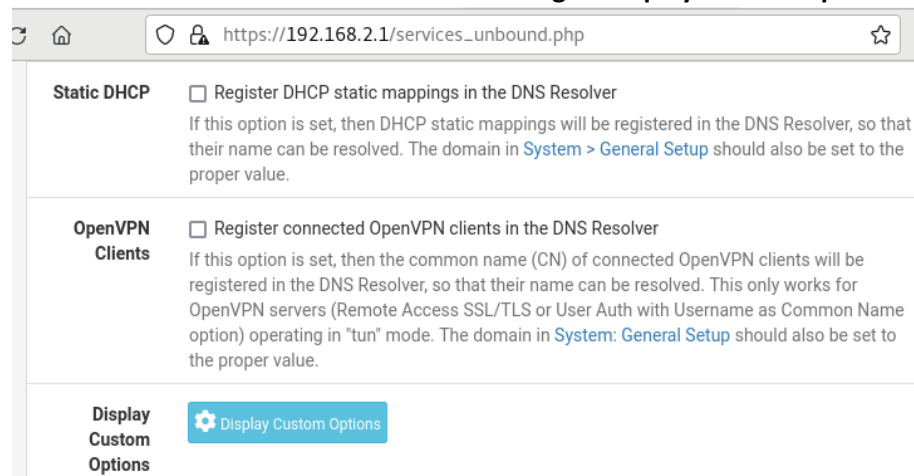 https://192.168.2.1/services_unbound.php
Static DHCP
Register DHCP static mappings in the DNS Resolver
If this option is set, then DHCP static mappings will be registered in the DNS Resolver, so that
their name can be resolved. The domain in System > General Setup should also be set to the
proper value.
OpenVPN
Clients
Register connected OpenVPN clients in the DNS Resolver
If this option is set, then the common name (CN) of connected OpenVPN clients will be
registered in the DNS Resolver, so that their name can be resolved. This only works for
OpenVPN servers (Remote Access SSL/TLS or User Auth with Username as Common Name
option) operating in "tun" mode. The domain in System: General Setup should also be set to
the proper value.
Display
Custom
Options
Display Custom Options